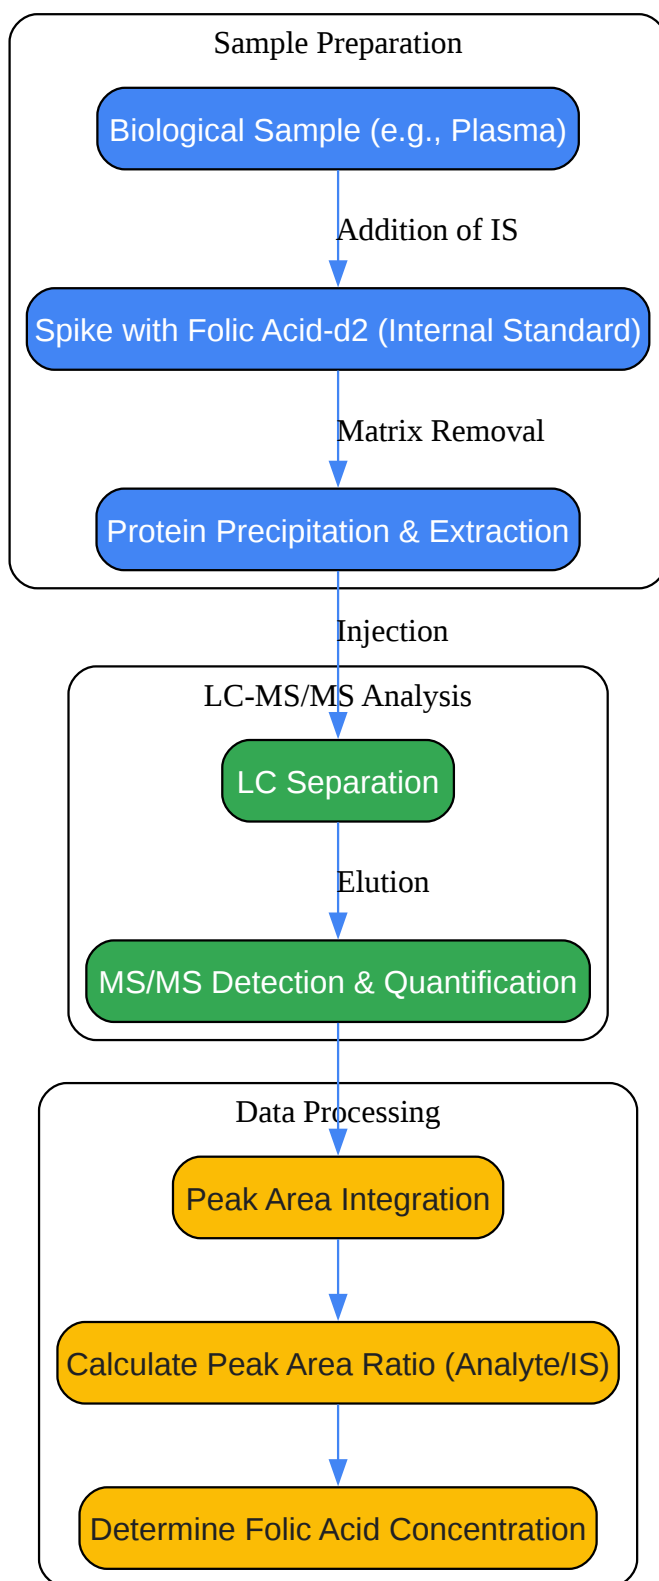 Sample Preparation
Biological Sample (e.g., Plasma)
Addition of IS
Spike with Folic Acid-d2 (Internal Standard)
Matrix Removal
Protein Precipitation & Extraction
Injection
LC-MS/MS Analysis
LC Separation
Elution
MS/MS Detection & Quantification
Data Processing
Peak Area Integration
Calculate Peak Area Ratio (Analyte/IS)
Determine Folic Acid Concentration